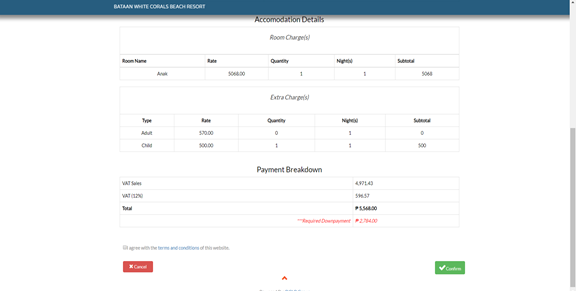 BATAAN WHITE CORALS BEACH RESORT
Accomodation Details
Room Charge(s)
Room Name Rate Quantity Night(s) Subtotal
Anak 5068.00 1 1 5068
Extra Charge(s)
Type Rate Quantity Night(s) Subtotal
Adult 570.00 0 1 0
Child 500.00 1 1 500
Payment Breakdown
VAT Sales 4,971.43
VAT (12%) 596.57
Total ₱ 5,568.00
***Required Downpayment ₱ 2,784.00
I agree with the terms and conditions of this website.
Cancel Confirm